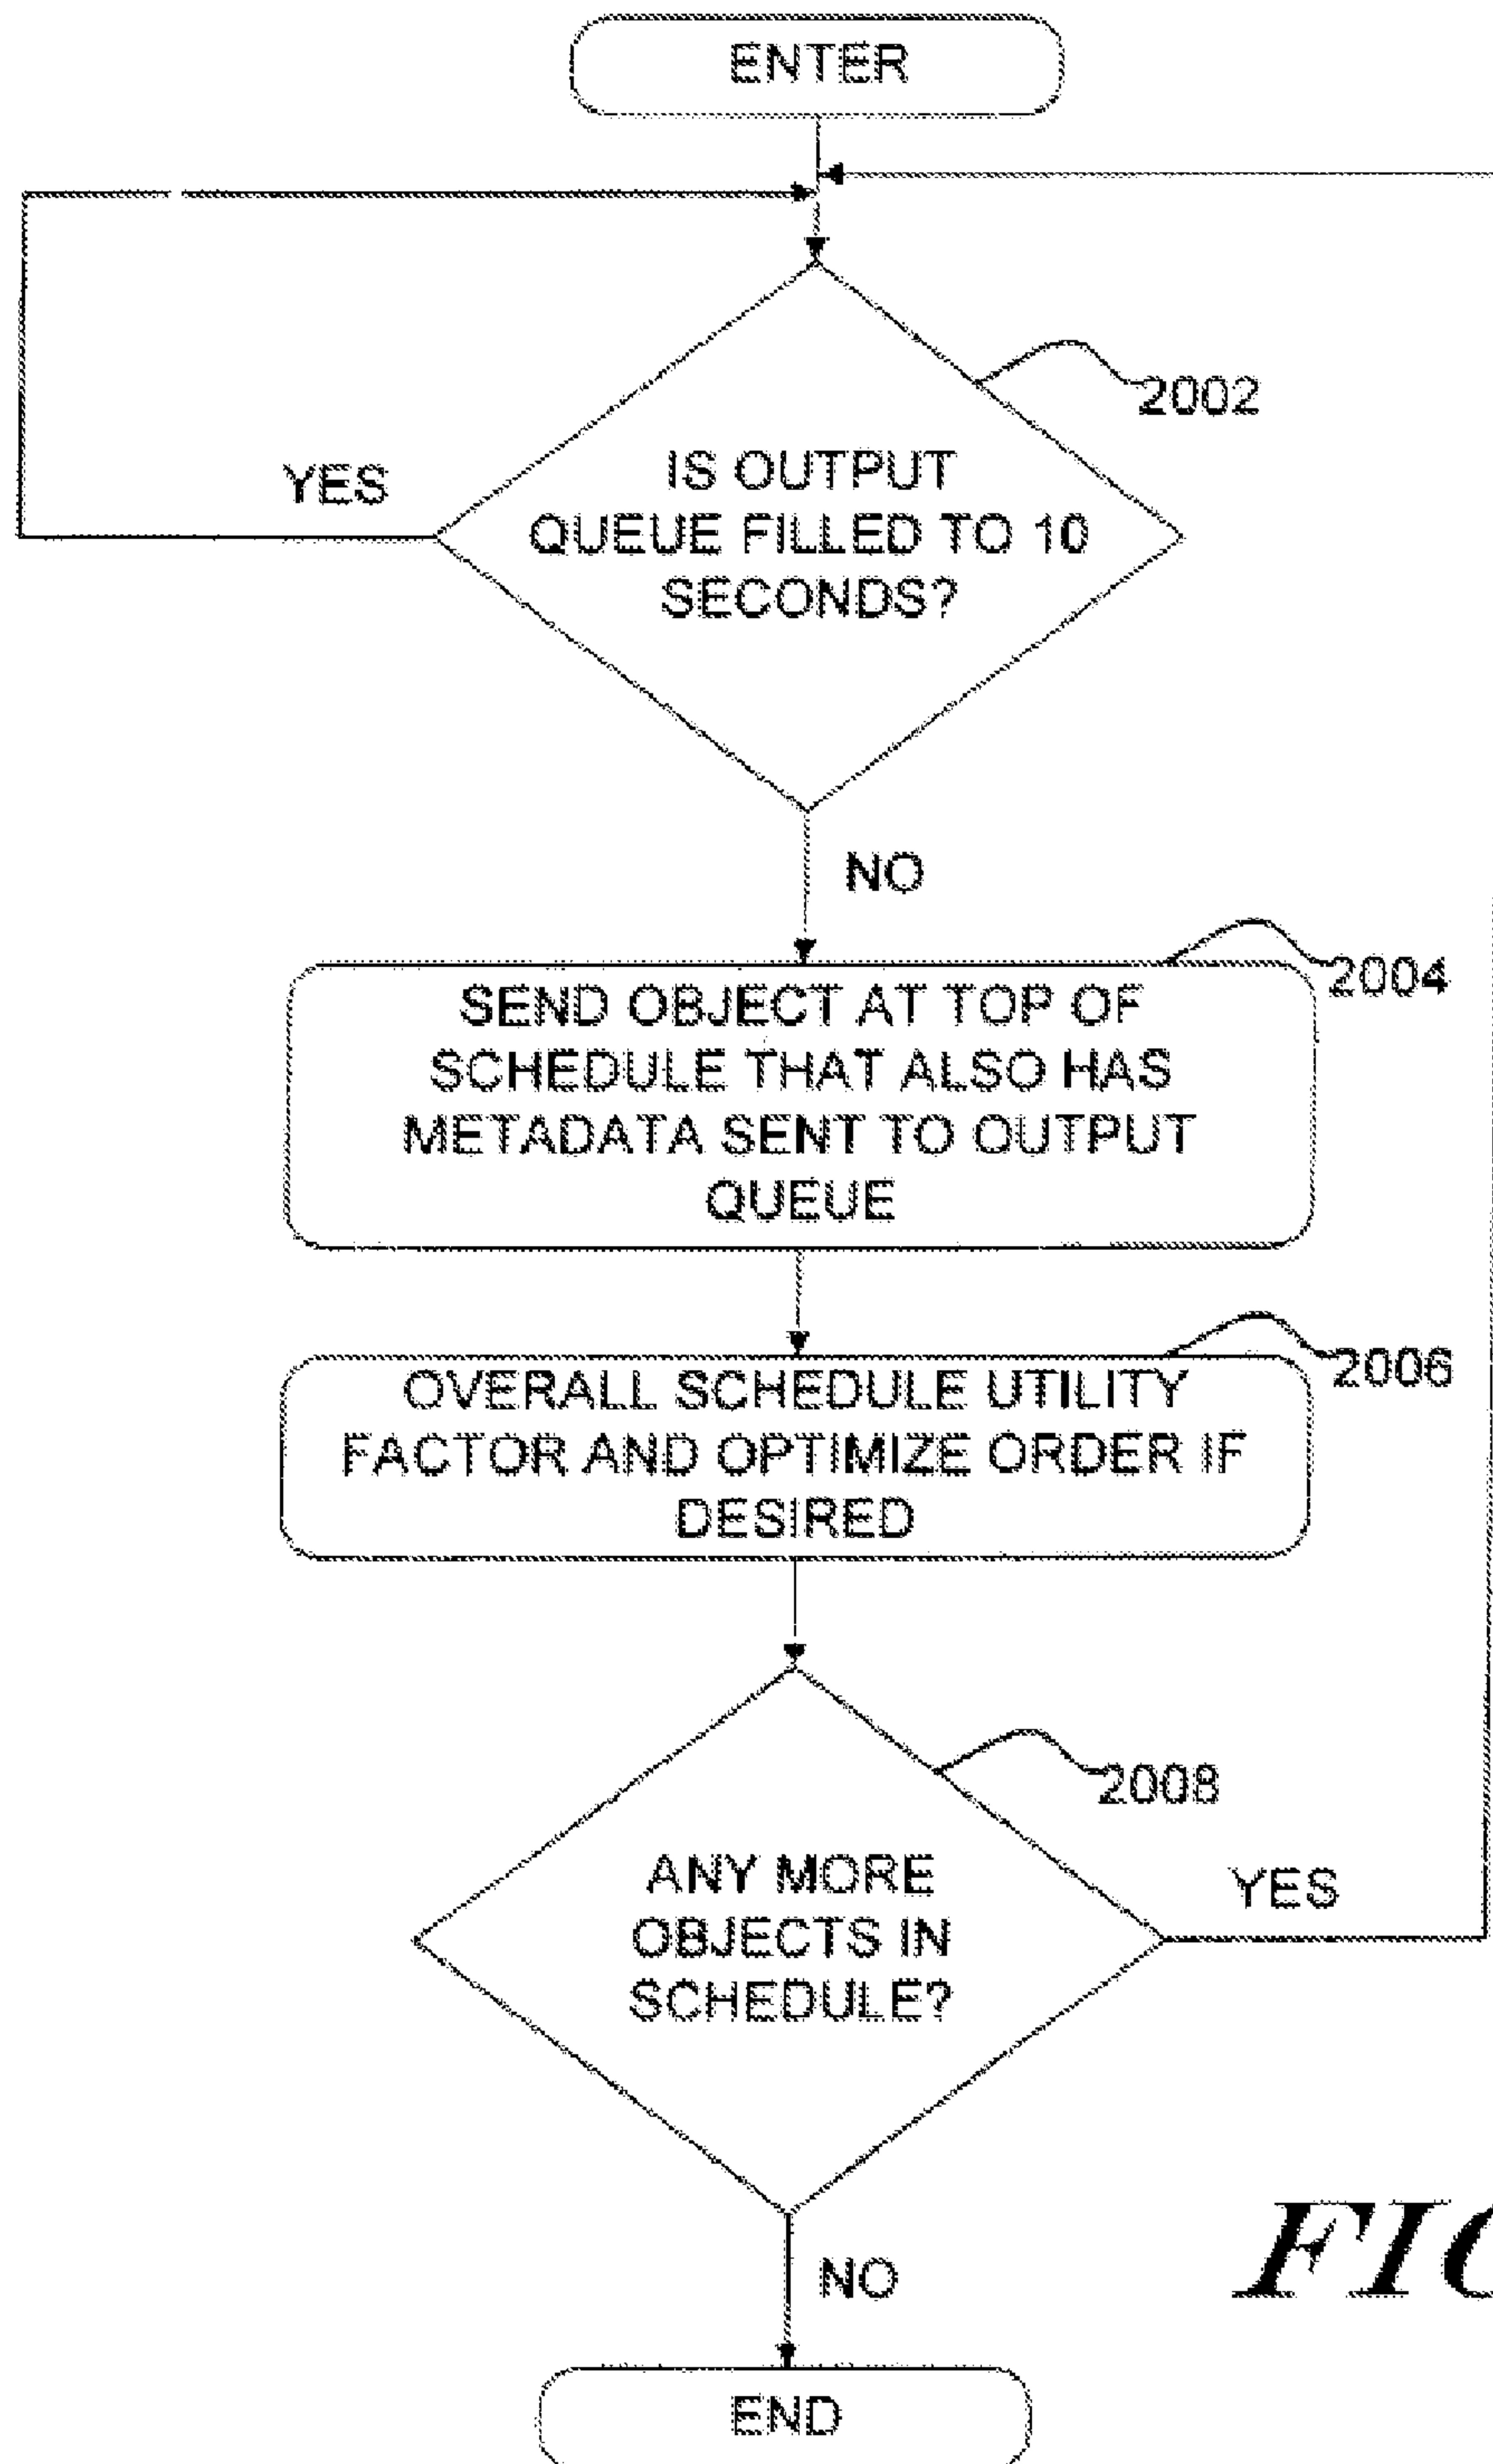 ENTER
2002
IS OUTPUT
QUEUE FILLED TO 10
SECONDS?
YES
NO
2004
SEND OBJECT AT TOP OF
SCHEDULE THAT ALSO HAS
METADATA SENT TO OUTPUT
QUEUE
2006
OVERALL SCHEDULE UTILITY
FACTOR AND OPTIMIZE ORDER IF
DESIRED
2008
ANY MORE
OBJECTS IN
SCHEDULE?
YES
NO
END